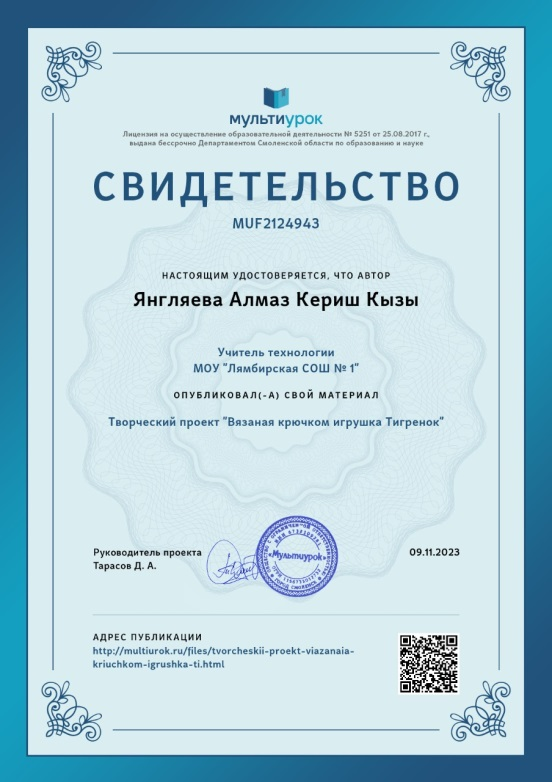 мультиурок
Лицензия на осуществление образовательной деятельности № 5251 от 25.08.2017 г.,
выдана бессрочно Департаментом Смоленской области по образованию и науке
СВИДЕТЕЛЬСТВО
MUF2124943
НАСТОЯЩИМ УДОСТОВЕРЯЕТСЯ, ЧТО АВТОР
Янгляева Алмаз Кериш Кызы
Учитель технологии
МОУ "Лямбирская СОШ № 1"
ОПУБЛИКОВАЛ(-А) СВОЙ МАТЕРИАЛ
Творческий проект "Вязаная крючком игрушка Тигренок"
Руководитель проекта
Тарасов Д. А.
«Мультиурок»
09.11.2023
АДРЕС ПУБЛИКАЦИИ
http://multiurok.ru/files/tvorcheskii-proekt-viazanaia-
kriuchkom-igrushka-ti.html